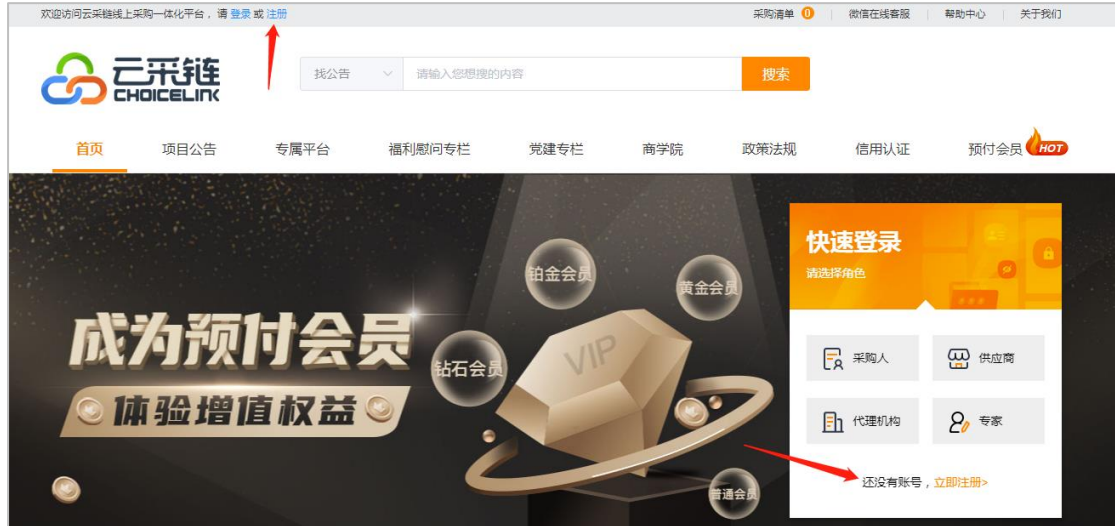 欢迎访问云采链线上采购一体化平台，请 登录 或 注册
采购清单 0 微信在线客服 帮助中心 关于我们
云采链
CHOICELINK
找公告 请输入您想搜的内容 搜索
首页 项目公告 专属平台 福利慰问专栏 党建专栏 商学院 政策法规 信用认证 预付会员 HOT
快速登录
请选择角色
铂金会员
黄金会员
成为预付会员
VIP
钻石会员
体验增值权益
采购人 供应商
代理机构 专家
还没有账号，立即注册>
普通会员